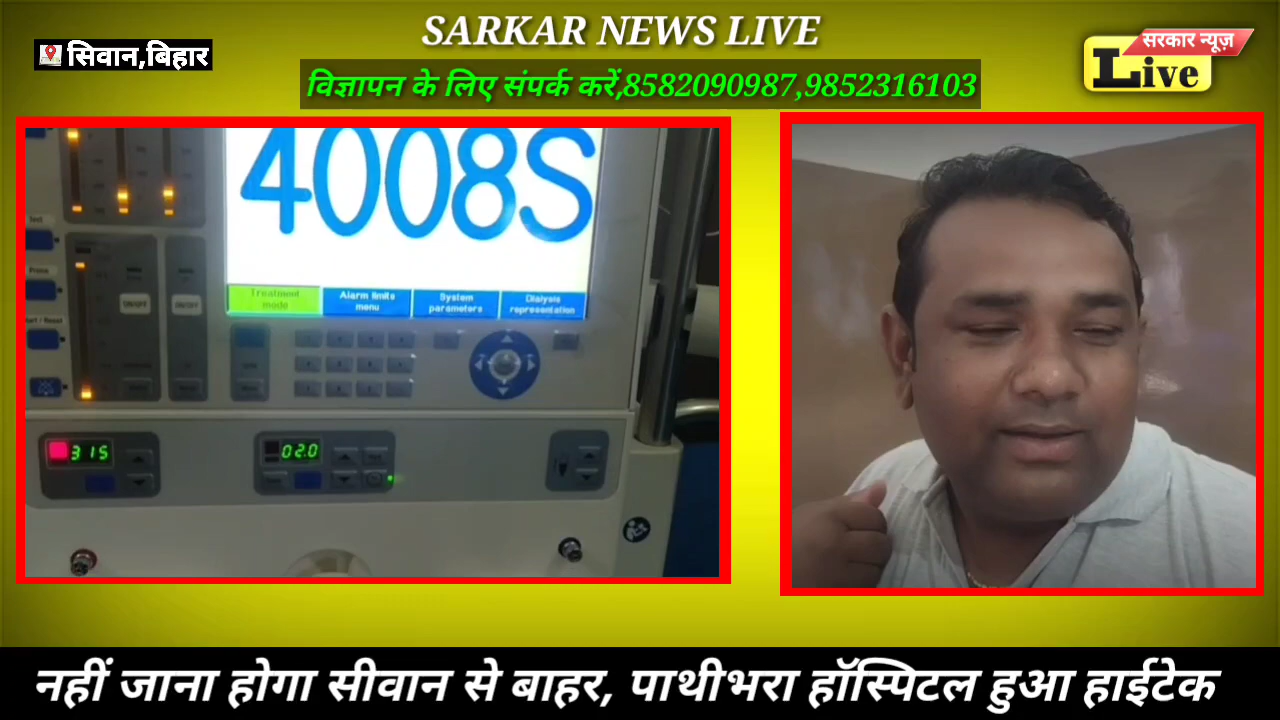 SARKAR NEWS LIVE
सिवान,बिहार
विज्ञापन के लिए संपर्क करें,8582090987,9852316103
सरकार न्यूज़
Live
4008S
Treatment mode
Alarm limits menu
System parameters
Dialysis representation
315
02.0
नहीं जाना होगा सीवान से बाहर, पाथीभरा हॉस्पिटल हुआ हाईटेक